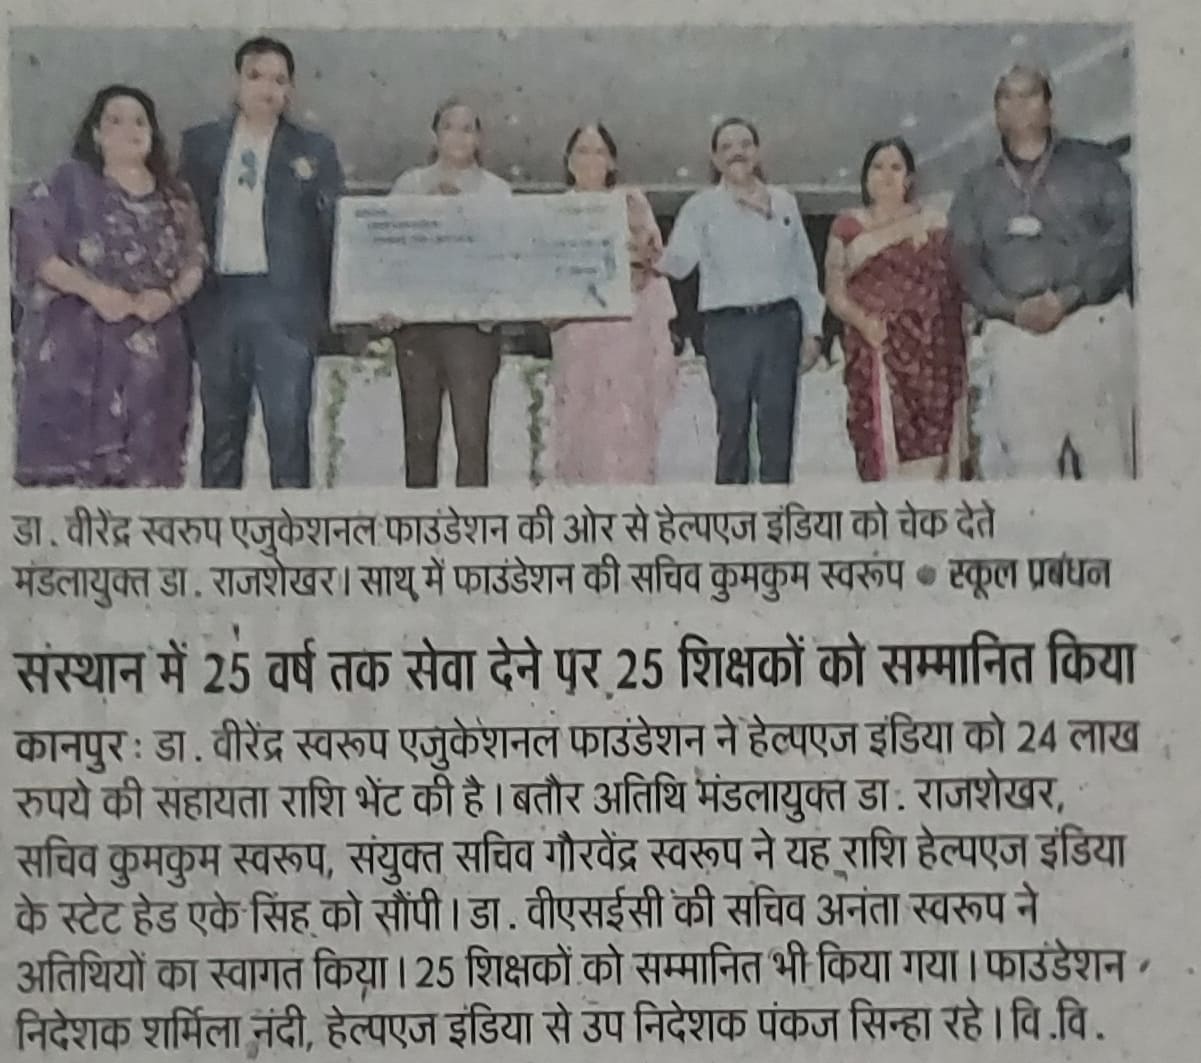 डा. वीरेंद्र स्वरुप एजुकेशनल फाउंडेशन की ओर से हेल्पएज इंडिया को चेक देते
मंडलायुक्त डा. राजशेखर। साथ में फाउंडेशन की सचिव कुमकुम स्वरूप ● स्कूल प्रबंधन
संस्थान में 25 वर्ष तक सेवा देने पर 25 शिक्षकों को सम्मानित किया
कानपुर : डा. वीरेंद्र स्वरूप एजुकेशनल फाउंडेशन ने हेल्पएज इंडिया को 24 लाख
रुपये की सहायता राशि भेंट की है। बतौर अतिथि मंडलायुक्त डा. राजशेखर,
सचिव कुमकुम स्वरूप, संयुक्त सचिव गौरवेंद्र स्वरूप ने यह राशि हेल्पएज इंडिया
के स्टेट हेड एके सिंह को सौंपी। डा. वीएसईसी की सचिव अनंता स्वरूप ने
अतिथियों का स्वागत किया। 25 शिक्षकों को सम्मानित भी किया गया। फाउंडेशन
निदेशक शर्मिला नंदी, हेल्पएज इंडिया से उप निदेशक पंकज सिन्हा रहे। वि.वि.